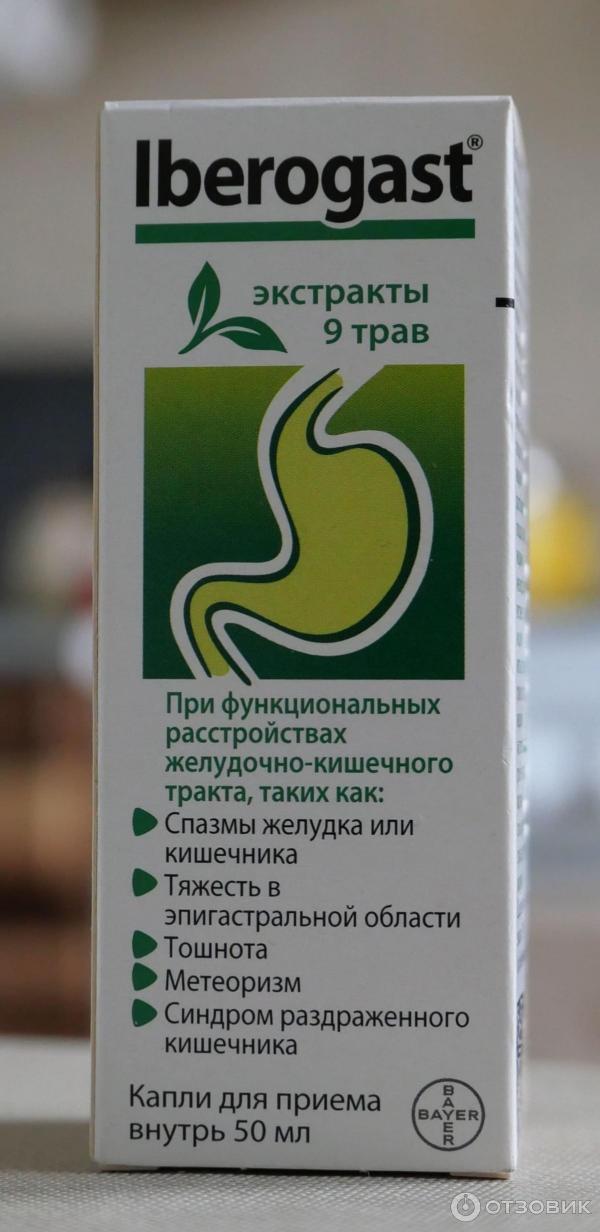 Iberogast®
экстракты
9 трав
При функциональных
расстройствах
желудочно-кишечного
тракта, таких как:
Спазмы желудка или
кишечника
Тяжесть в
эпигастральной области
Тошнота
Метеоризм
Синдром раздраженного
кишечника
Капли для приема
внутрь 50 мл
BAYER
BAYER
ОТЗОВИК